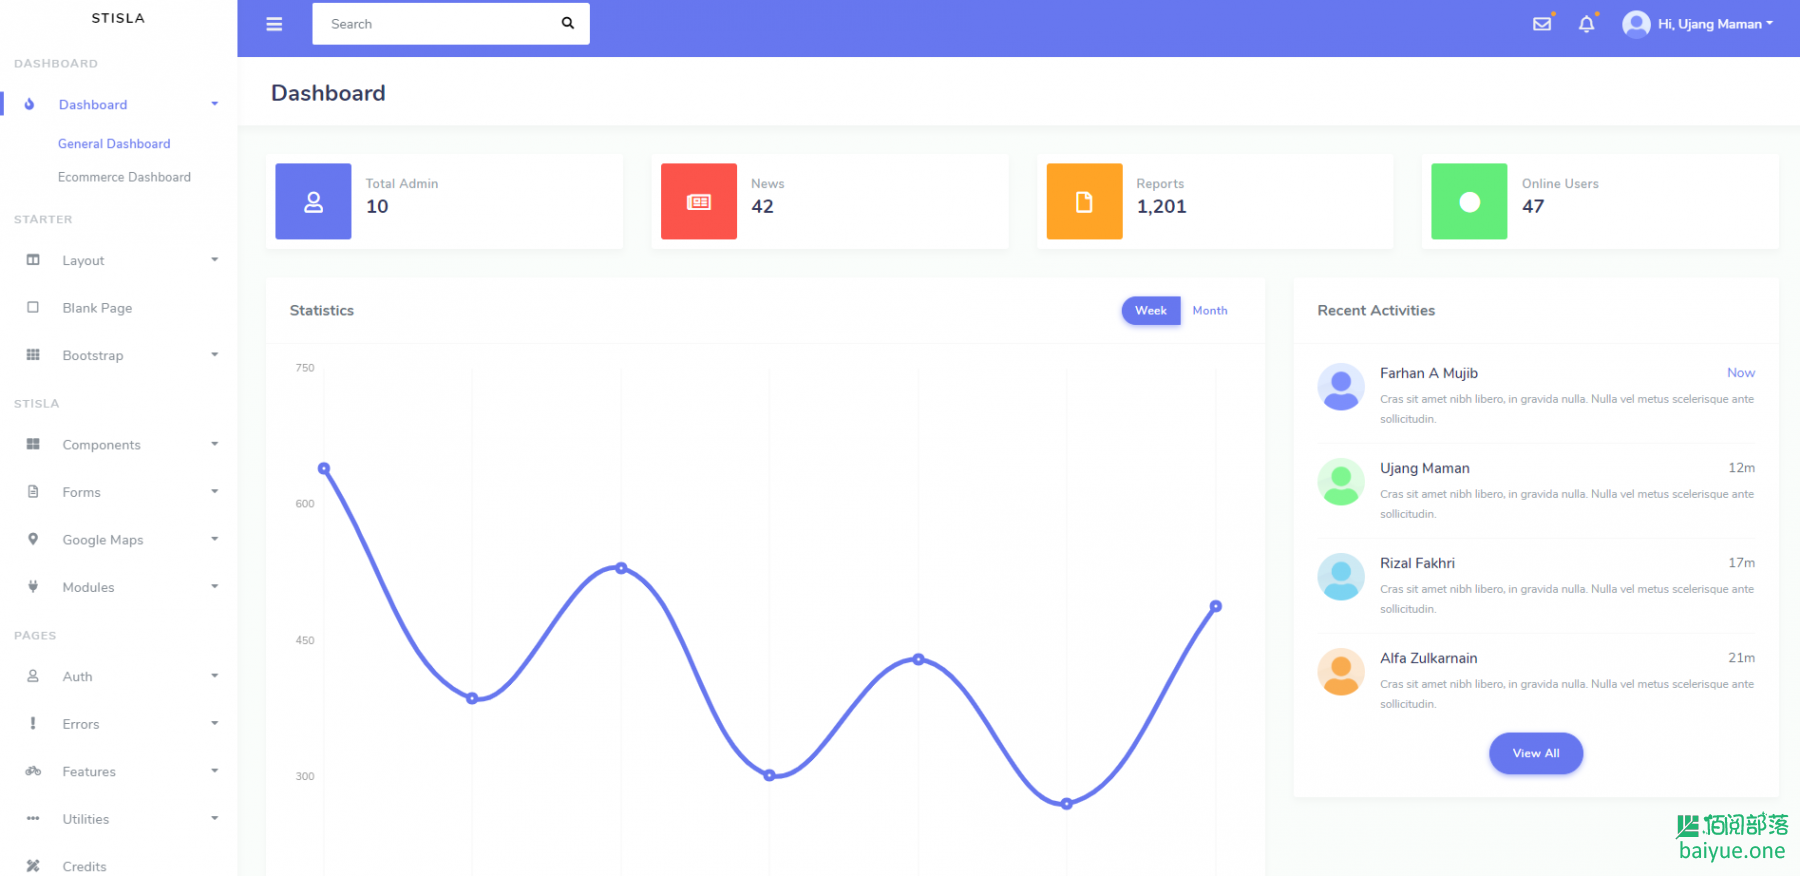 STISLA
Search
Hi, Ujang Maman
DASHBOARD
Dashboard
General Dashboard
Ecommerce Dashboard
STARTER
Layout
Blank Page
Bootstrap
STISLA
Components
Forms
Google Maps
Modules
PAGES
Auth
Errors
Features
Utilities
Credits
Dashboard
Total Admin
10
News
42
Reports
1,201
Online Users
47
Statistics
Week
Month
750
600
450
300
Recent Activities
Farhan A Mujib
Now
Cras sit amet nibh libero, in gravida nulla. Nulla vel metus scelerisque ante
sollicitudin.
Ujang Maman
12m
Cras sit amet nibh libero, in gravida nulla. Nulla vel metus scelerisque ante
sollicitudin.
Rizal Fakhri
17m
Cras sit amet nibh libero, in gravida nulla. Nulla vel metus scelerisque ante
sollicitudin.
Alfa Zulkarnain
21m
Cras sit amet nibh libero, in gravida nulla. Nulla vel metus scelerisque ante
sollicitudin.
View All
佰阅部落
baiyue.one